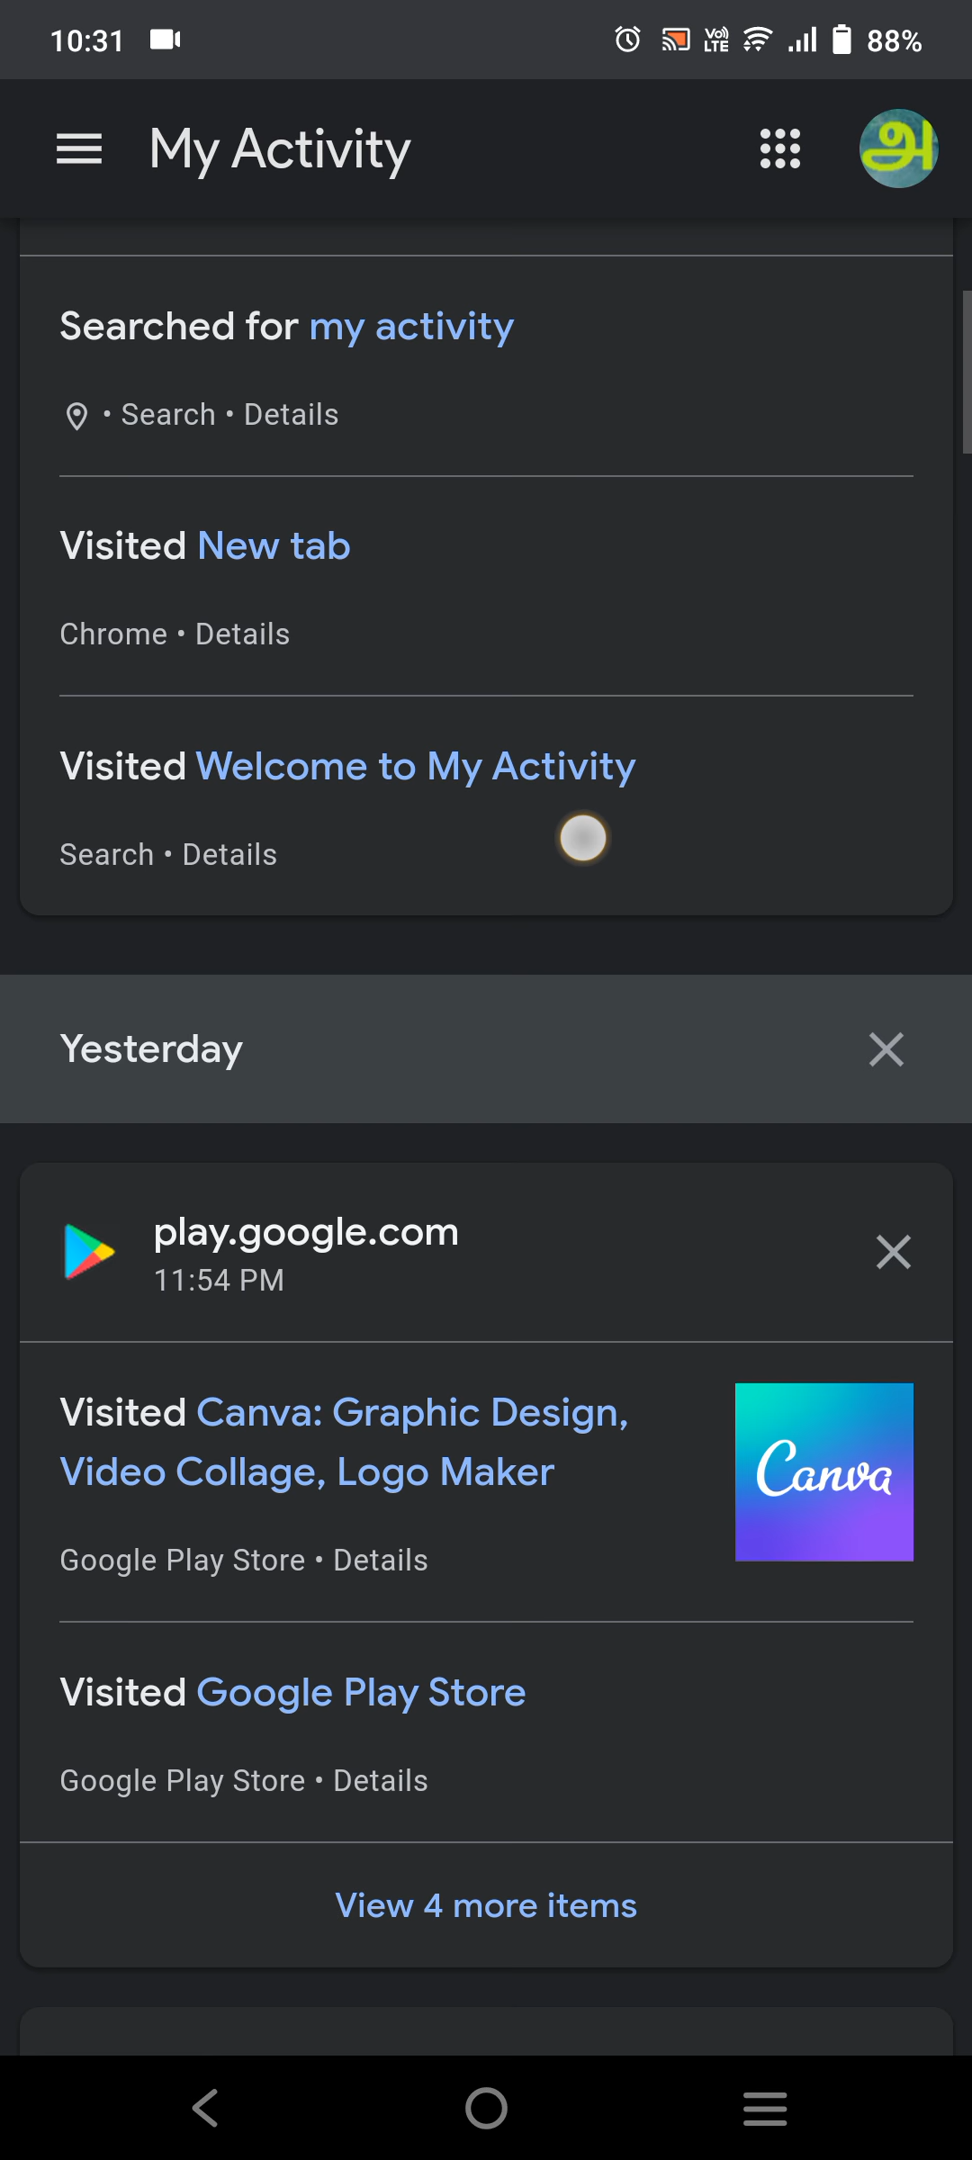 10:31 Vo)) LTE 88%
My Activity அ
Searched for my activity
• Search • Details
Visited New tab
Chrome • Details
Visited Welcome to My Activity
Search • Details
Yesterday
play.google.com
11:54 PM
Visited Canva: Graphic Design,
Video Collage, Logo Maker
Canva
Google Play Store • Details
Visited Google Play Store
Google Play Store • Details
View 4 more items